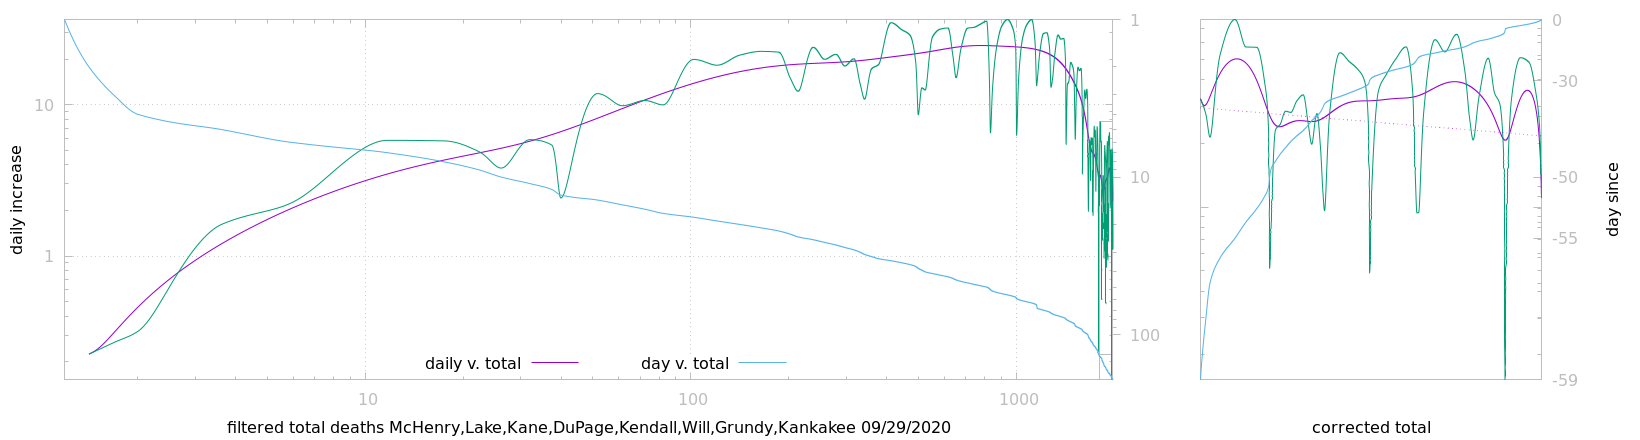 daily increase
10
1
daily v. total
day v. total
10
100
1000
1
10
100
filtered total deaths McHenry,Lake,Kane,DuPage,Kendall,Will,Grundy,Kankakee 09/29/2020
0
-30
-50
-55
-59
day since
corrected total